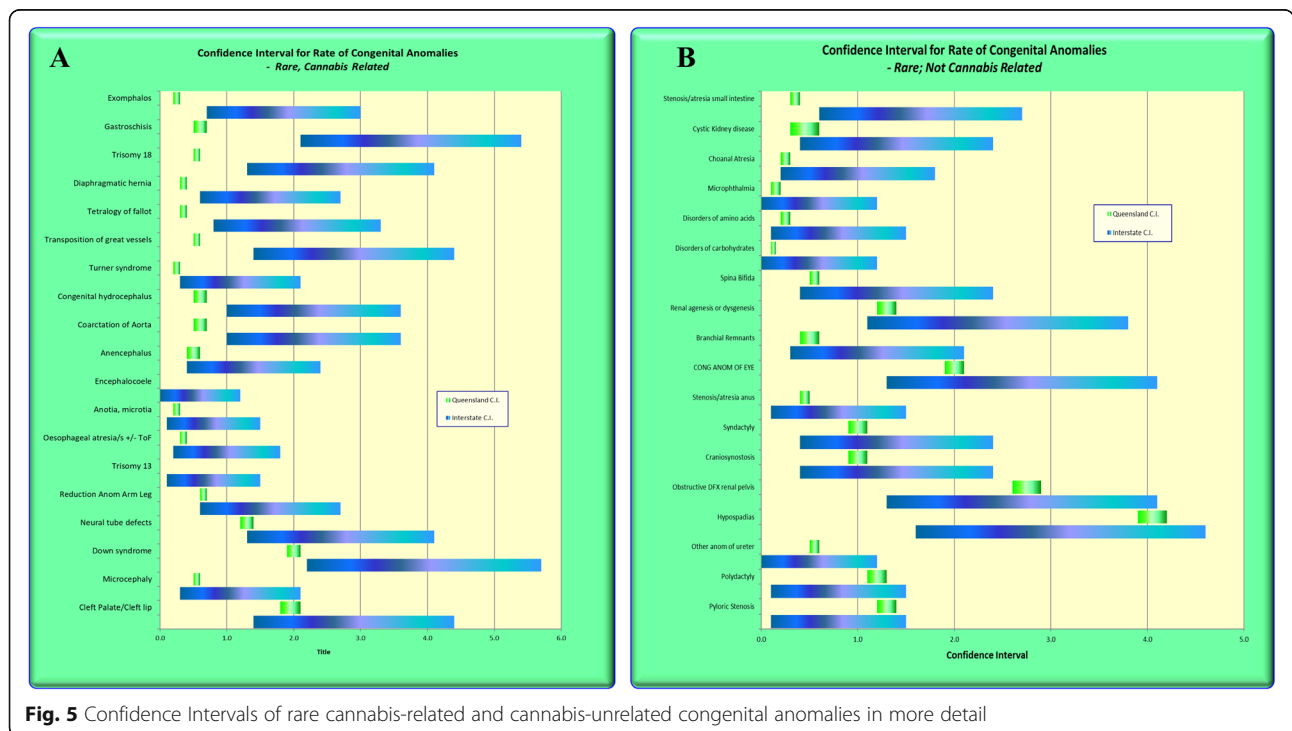 A
Confidence Interval for Rate of Congenital Anomalies
- Rare, Cannabis Related
Exomphalos
Gastroschisis
Trisomy 18
Diaphragmatic hernia
Tetralogy of fallot
Transposition of great vessels
Turner syndrome
Congenital hydrocephalus
Coarctation of Aorta
Anencephalus
Encephalocoele
Anotia, microtia
Oesophageal atresia/s +/- ToF
Trisomy 13
Reduction Anom Arm Leg
Neural tube defects
Down syndrome
Microcephaly
Cleft Palate/Cleft lip
Queensland C.I.
Interstate C.I.
0.0 1.0 2.0 3.0 4.0 5.0 6.0
Title
B
Confidence Interval for Rate of Congenital Anomalies
- Rare; Not Cannabis Related
Stenosis/atresia small intestine
Cystic Kidney disease
Choanal Atresia
Microphthalmia
Disorders of amino acids
Disorders of carbohydrates
Spina Bifida
Renal agenesis or dysgenesis
Branchial Remnants
CONG ANOM OF EYE
Stenosis/atresia anus
Syndactyly
Craniosynostosis
Obstructive DFX renal pelvis
Hypospadias
Other anom of ureter
Polydactyly
Pyloric Stenosis
Queensland C.I.
Interstate C.I.
0.0 1.0 2.0 3.0 4.0 5.0
Confidence Interval
Fig. 5 Confidence Intervals of rare cannabis-related and cannabis-unrelated congenital anomalies in more detail